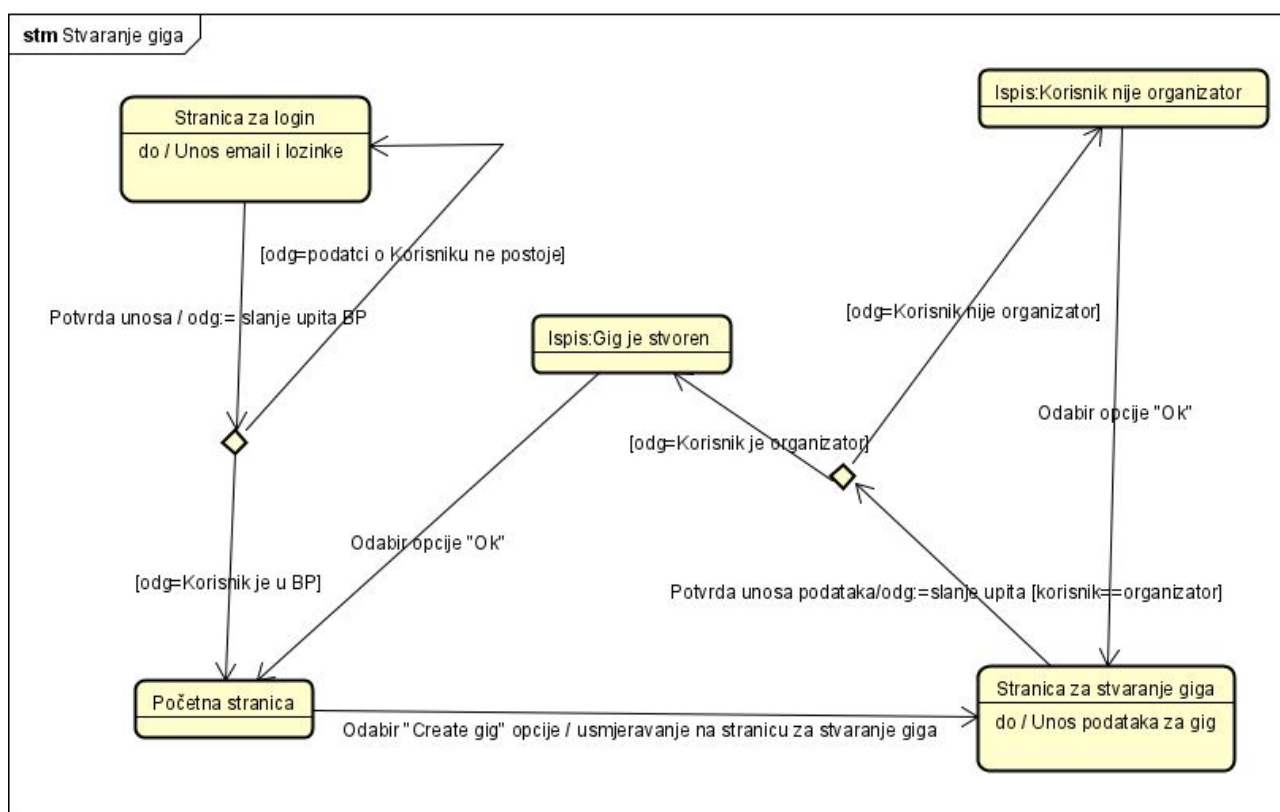 stm Stvaranje giga
Ispis:Korisnik nije organizator
Stranica za login
do / Unos email i lozinke
[odg=podatci o Korisniku ne postoje]
Potvrda unosa / odg:= slanje upita BP
[odg=Korisnik nije organizator]
Ispis:Gig je stvoren
Odabir opcije "Ok"
[odg=Korisnik je organizator]
Odabir opcije "Ok"
[odg=Korisnik je u BP]
Potvrda unosa podataka/odg:=slanje upita [korisnik==organizator]
Početna stranica
Stranica za stvaranje giga
do / Unos podataka za gig
Odabir "Create gig" opcije / usmjeravanje na stranicu za stvaranje giga